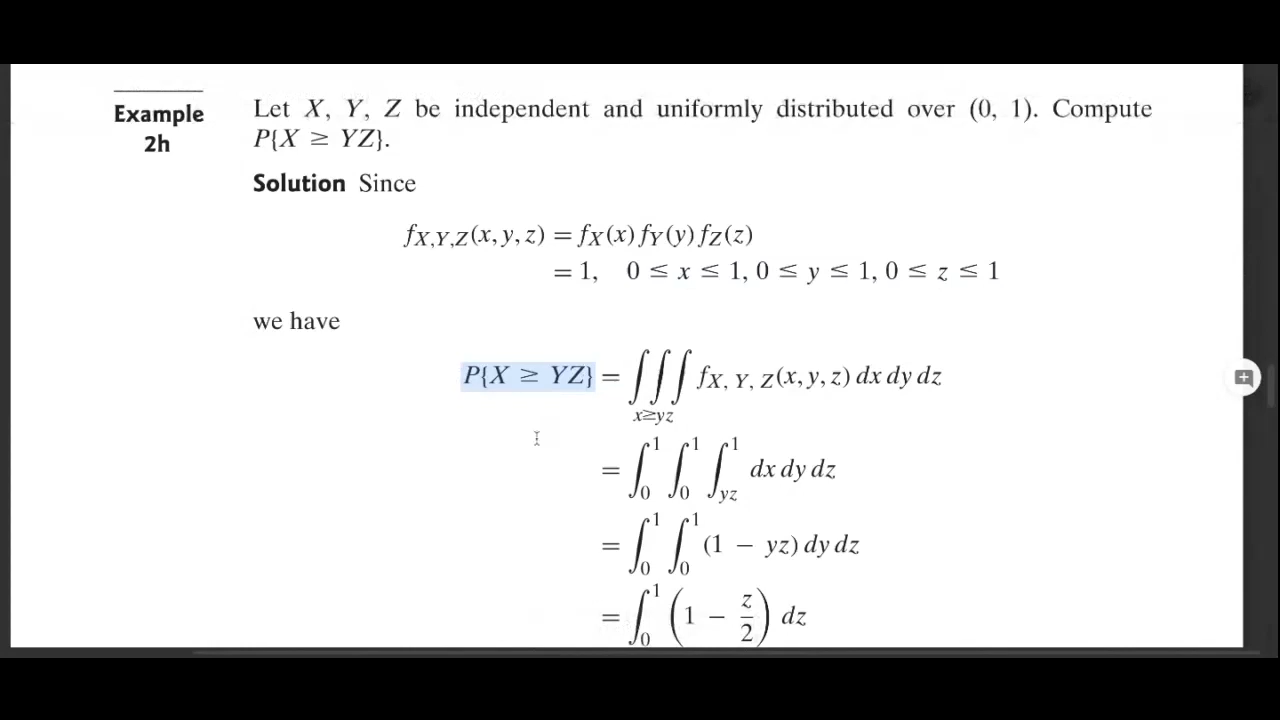 Example 2h
Let X, Y, Z be independent and uniformly distributed over (0, 1). Compute
P{X ≥ YZ}.
Solution Since
f_{X,Y,Z}(x, y, z) = f_X(x) f_Y(y) f_Z(z)
= 1, 0 ≤ x ≤ 1, 0 ≤ y ≤ 1, 0 ≤ z ≤ 1
we have
P{X ≥ YZ} = ∫∫∫_{x≥yz} f_{X, Y, Z}(x, y, z) dx dy dz
= ∫_0^1 ∫_0^1 ∫_{yz}^1 dx dy dz
= ∫_0^1 ∫_0^1 (1 − yz) dy dz
= ∫_0^1 (1 − z/2) dz